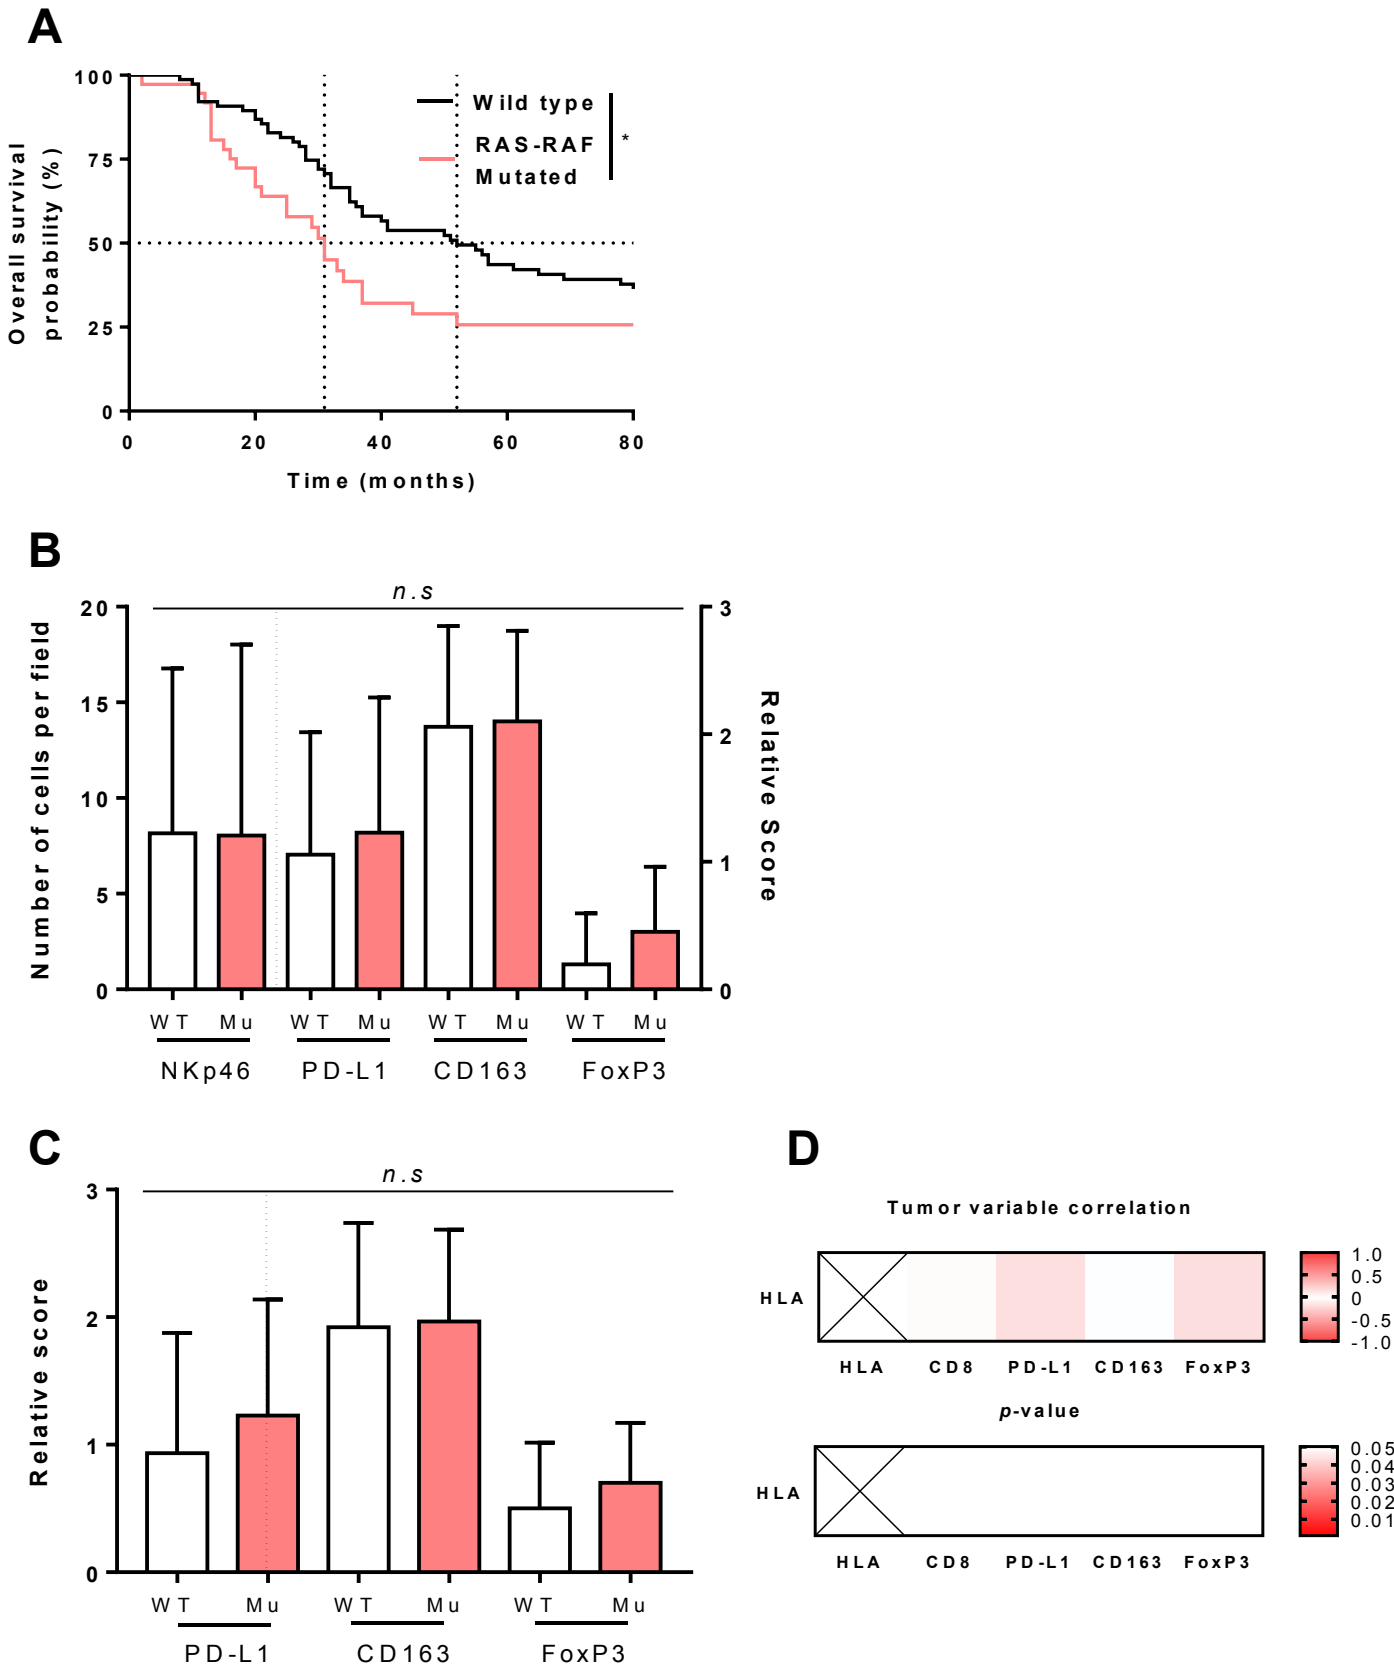 A
100
75
50
25
0
Overall survival
probability (%)
Wild type
RAS-RAF
Mutated
*
0 20 40 60 80
Time (months)
B
n.s
20
15
10
5
0
Number of cells per field
3
2
1
0
Relative Score
WT Mu WT Mu WT Mu WT Mu
NKp46 PD-L1 CD163 FoxP3
C
n.s
3
2
1
0
Relative score
WT Mu WT Mu WT Mu
PD-L1 CD163 FoxP3
D
Tumor variable correlation
HLA
1.0
0.5
0
-0.5
-1.0
HLA CD8 PD-L1 CD163 FoxP3
p-value
HLA
0.05
0.04
0.03
0.02
0.01
HLA CD8 PD-L1 CD163 FoxP3